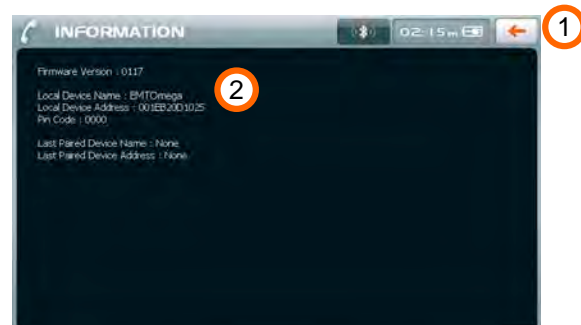 INFORMATION
02:15m
1
Firmware Version : 0117
2
Local Device Name : BMTOmega
Local Device Address : 001EB20D1025
Pin Code : 0000
Last Paired Device Name : None
Last Paired Device Address : None